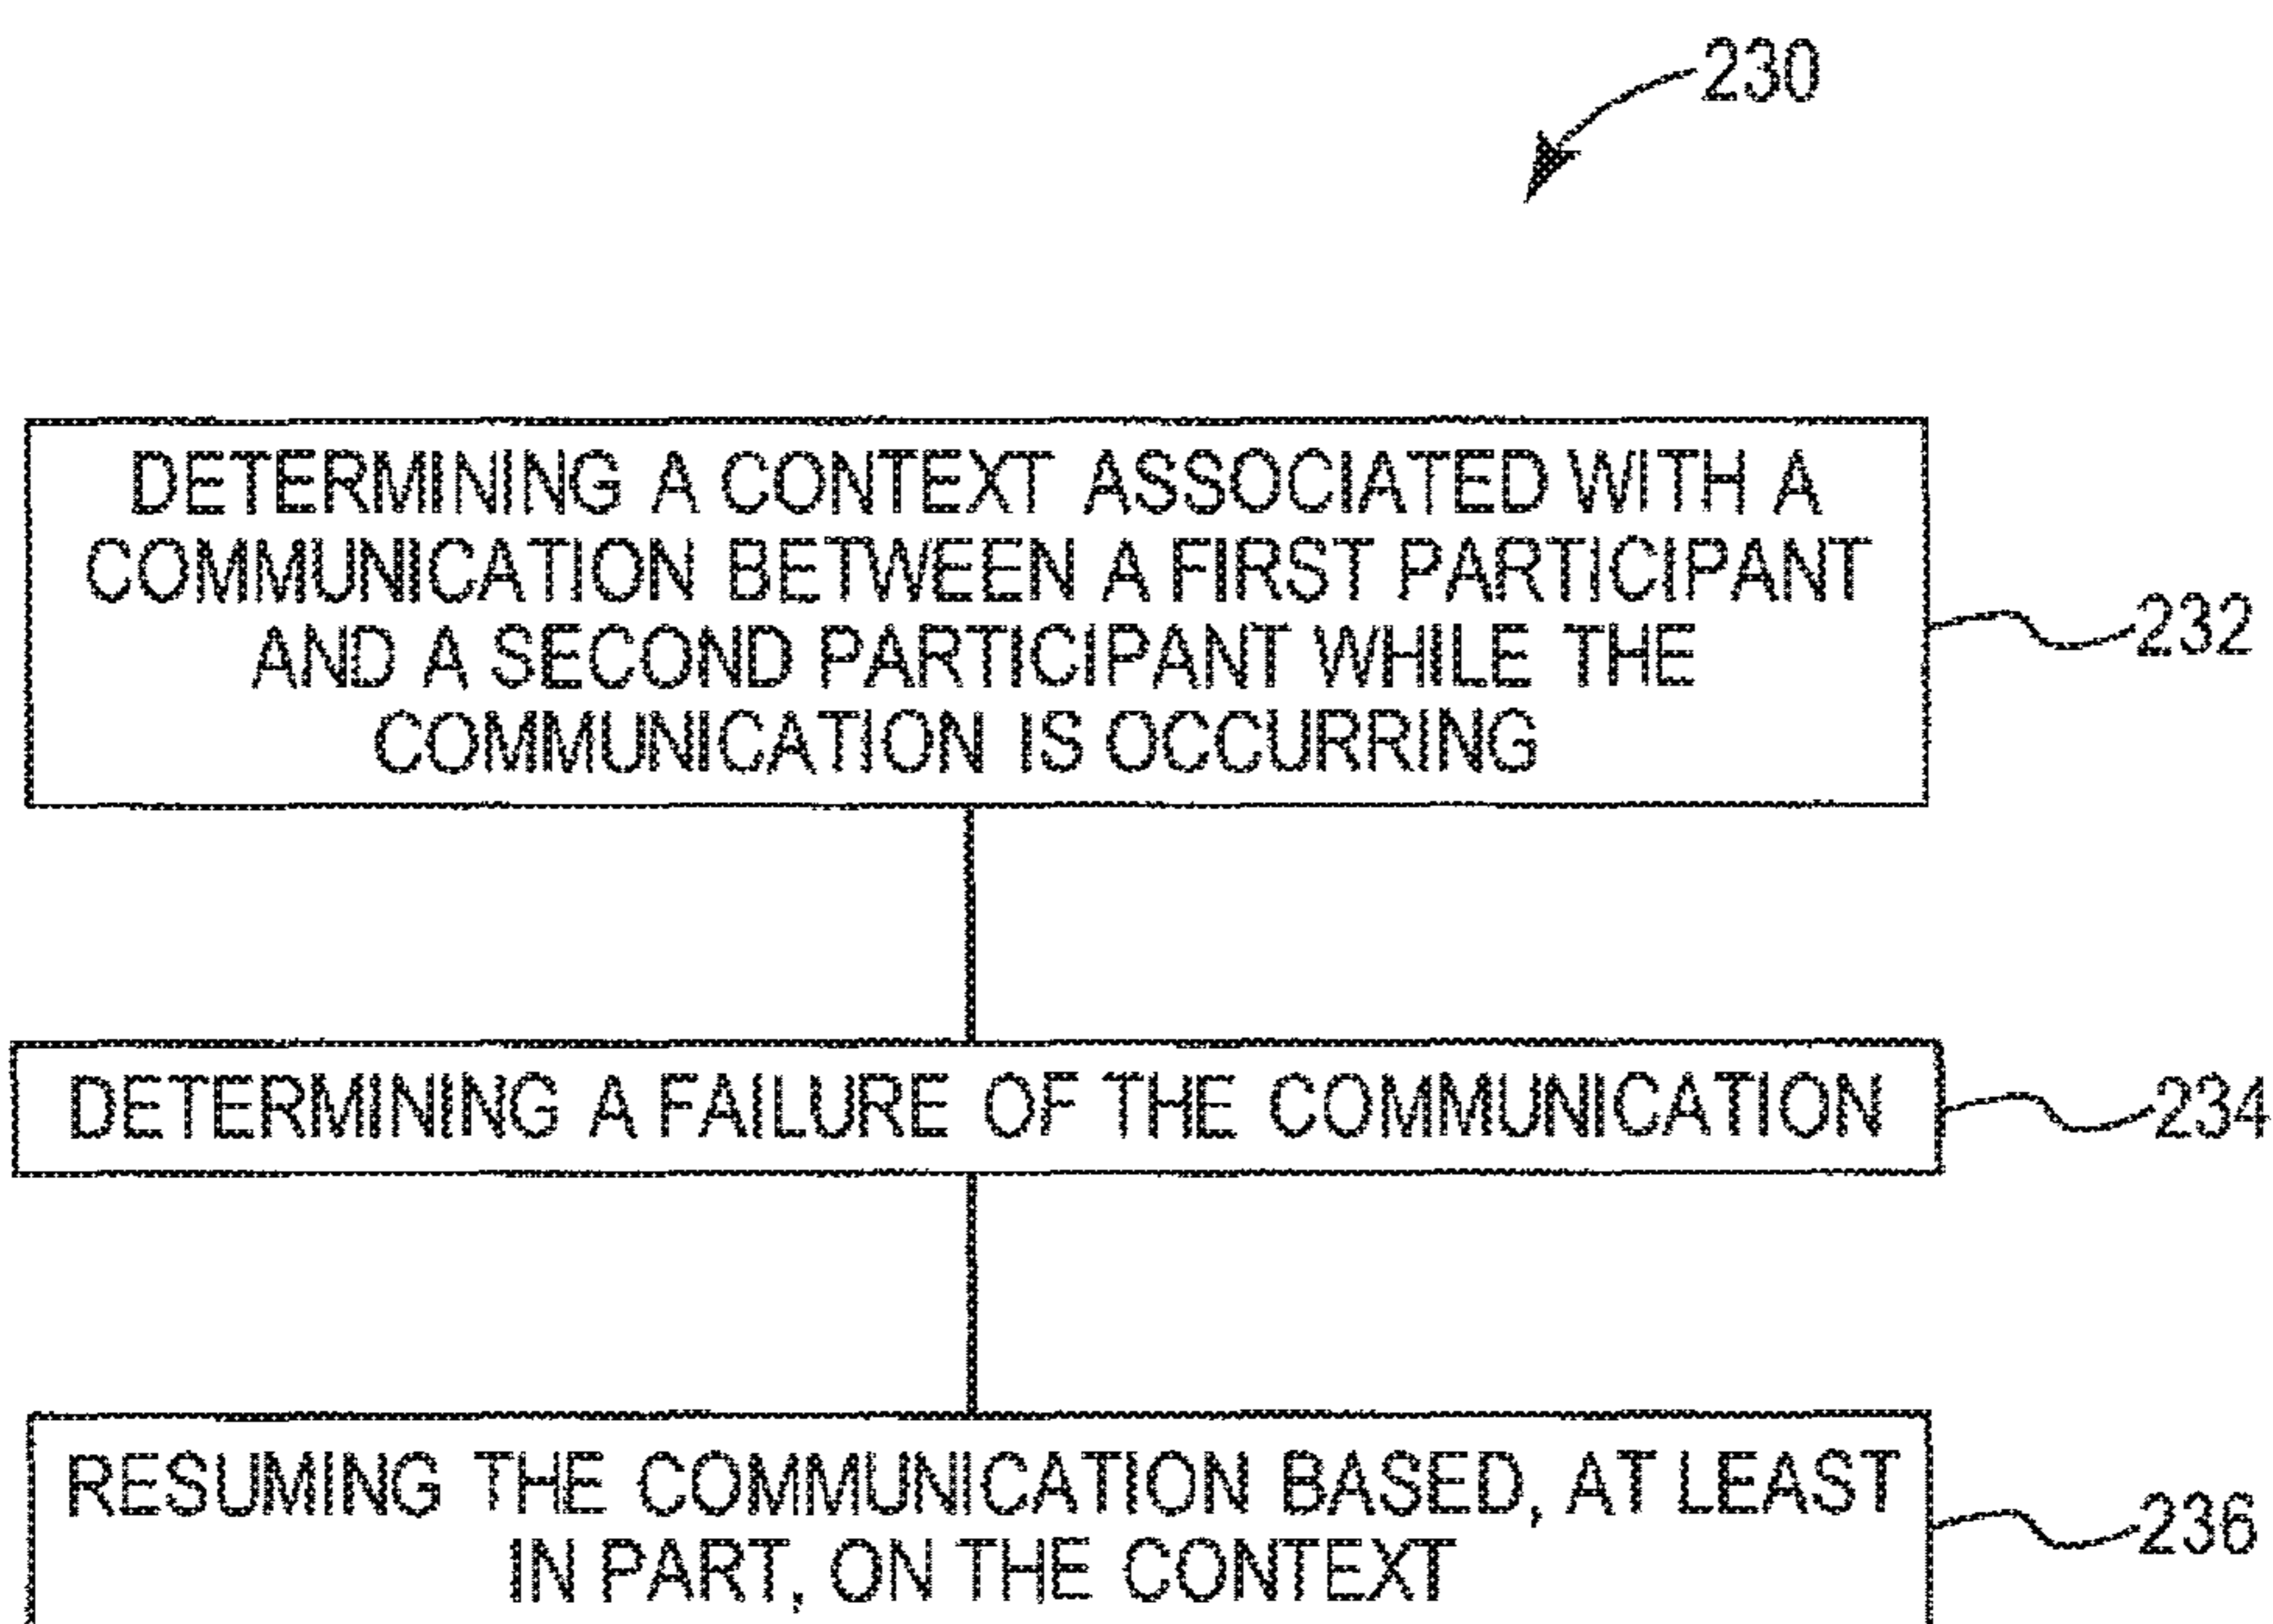 230
DETERMINING A CONTEXT ASSOCIATED WITH A
COMMUNICATION BETWEEN A FIRST PARTICIPANT
AND A SECOND PARTICIPANT WHILE THE
COMMUNICATION IS OCCURRING
232
DETERMINING A FAILURE OF THE COMMUNICATION
234
RESUMING THE COMMUNICATION BASED, AT LEAST
IN PART, ON THE CONTEXT
236